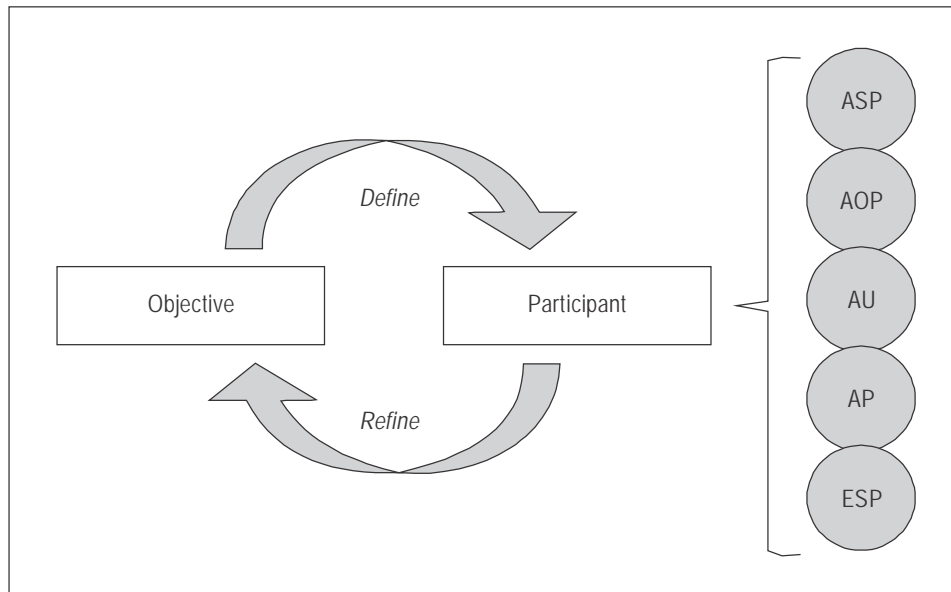 Define
Objective
Participant
Refine
ASP
AOP
AU
AP
ESP